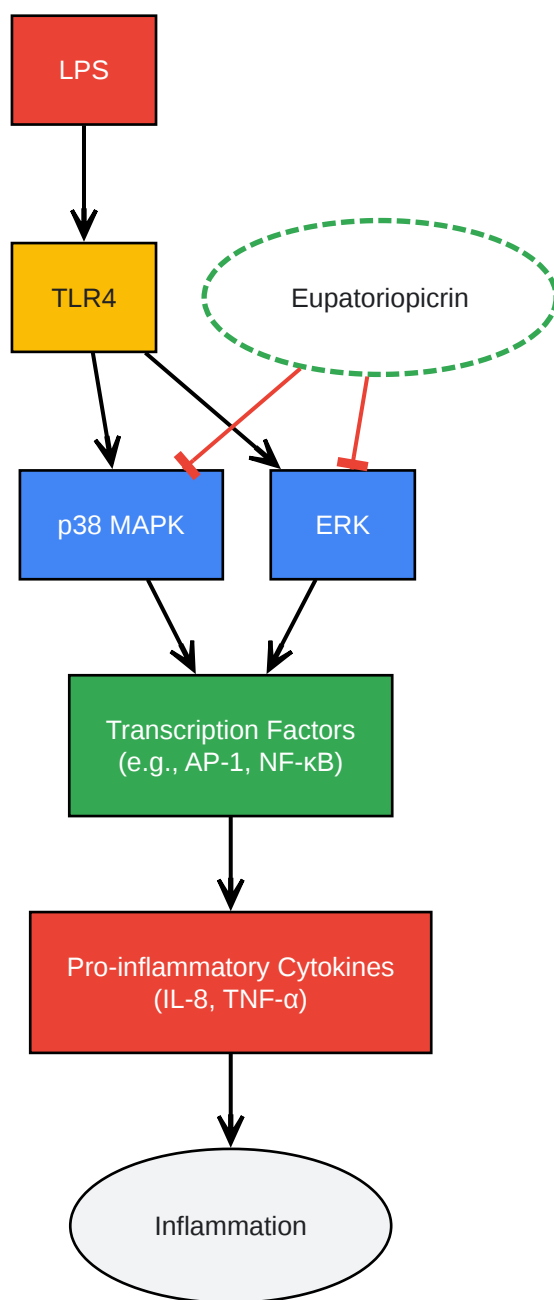 LPS
TLR4
Eupatoriopicrin
p38 MAPK
ERK
Transcription Factors
(e.g., AP-1, NF-κB)
Pro-inflammatory Cytokines
(IL-8, TNF-α)
Inflammation